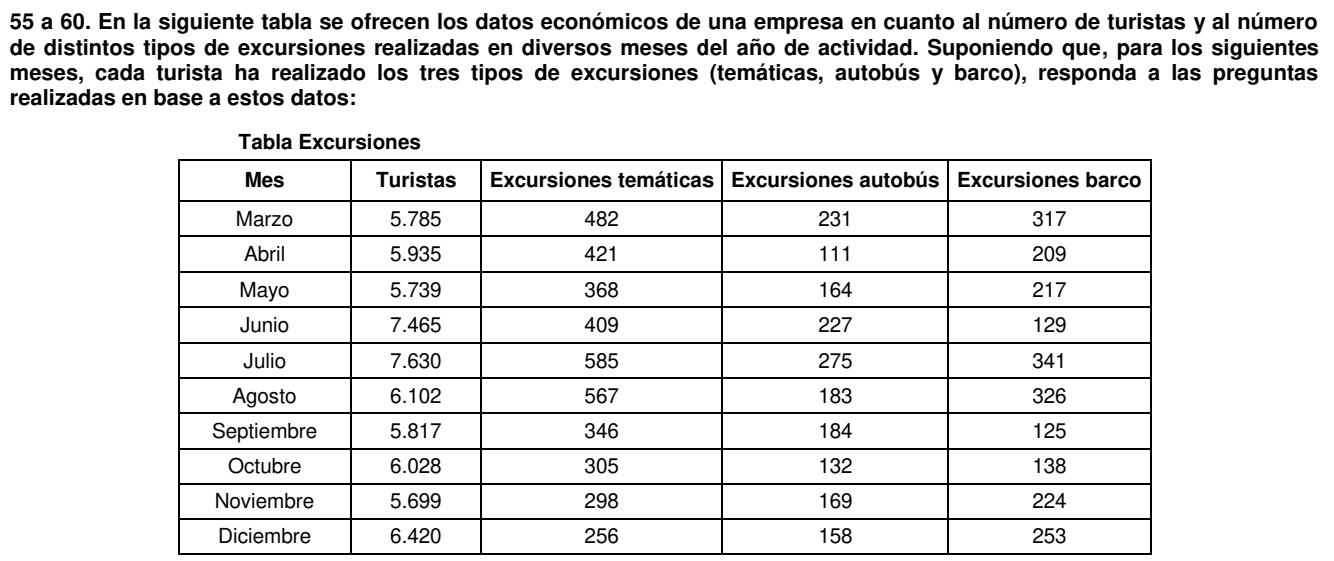 55 a 60. En la siguiente tabla se ofrecen los datos económicos de una empresa en cuanto al número de turistas y al número
de distintos tipos de excursiones realizadas en diversos meses del año de actividad. Suponiendo que, para los siguientes
meses, cada turista ha realizado los tres tipos de excursiones (temáticas, autobús y barco), responda a las preguntas
realizadas en base a estos datos:
Tabla Excursiones
Mes Turistas Excursiones temáticas Excursiones autobús Excursiones barco
Marzo 5.785 482 231 317
Abril 5.935 421 111 209
Mayo 5.739 368 164 217
Junio 7.465 409 227 129
Julio 7.630 585 275 341
Agosto 6.102 567 183 326
Septiembre 5.817 346 184 125
Octubre 6.028 305 132 138
Noviembre 5.699 298 169 224
Diciembre 6.420 256 158 253